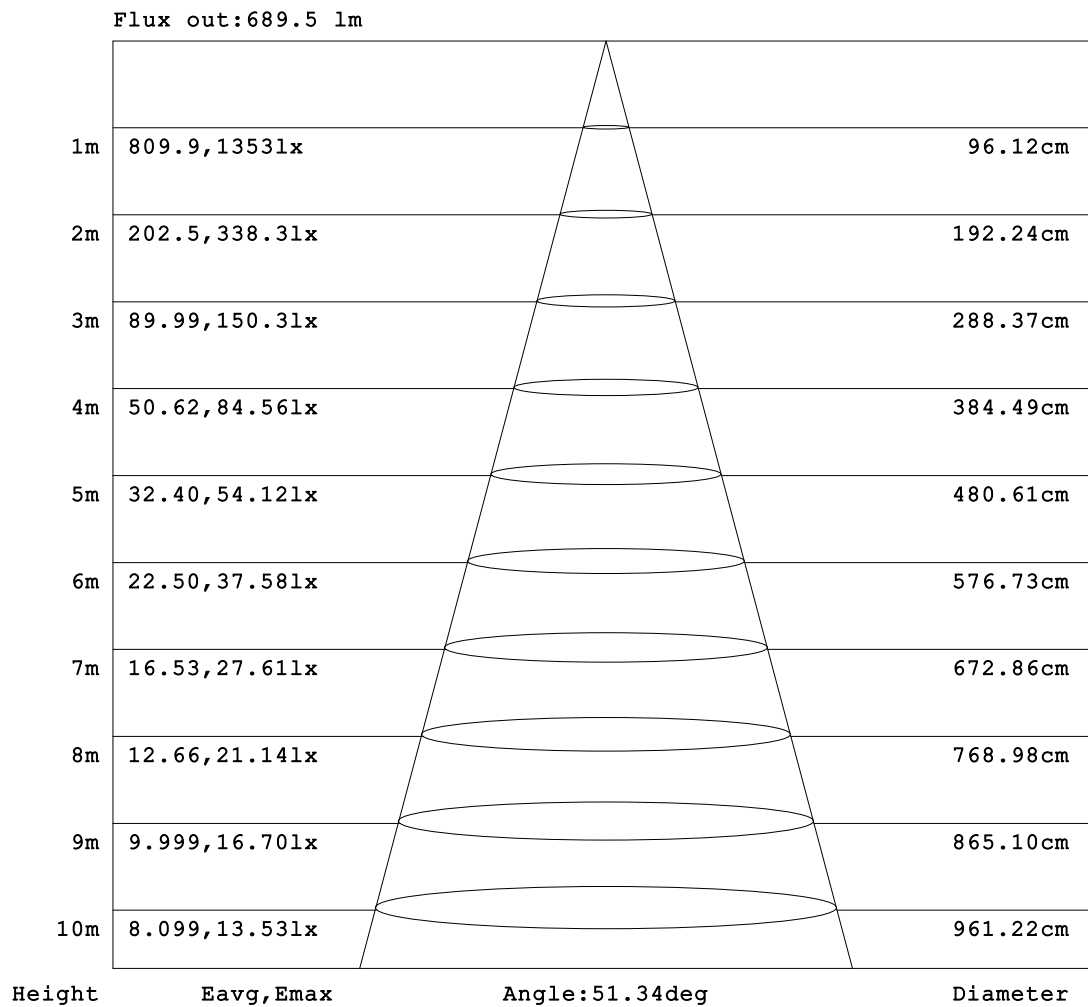 Flux out:689.5 lm
1m 809.9,1353lx 96.12cm
2m 202.5,338.3lx 192.24cm
3m 89.99,150.3lx 288.37cm
4m 50.62,84.56lx 384.49cm
5m 32.40,54.12lx 480.61cm
6m 22.50,37.58lx 576.73cm
7m 16.53,27.61lx 672.86cm
8m 12.66,21.14lx 768.98cm
9m 9.999,16.70lx 865.10cm
10m 8.099,13.53lx 961.22cm
Height Eavg,Emax Angle:51.34deg Diameter